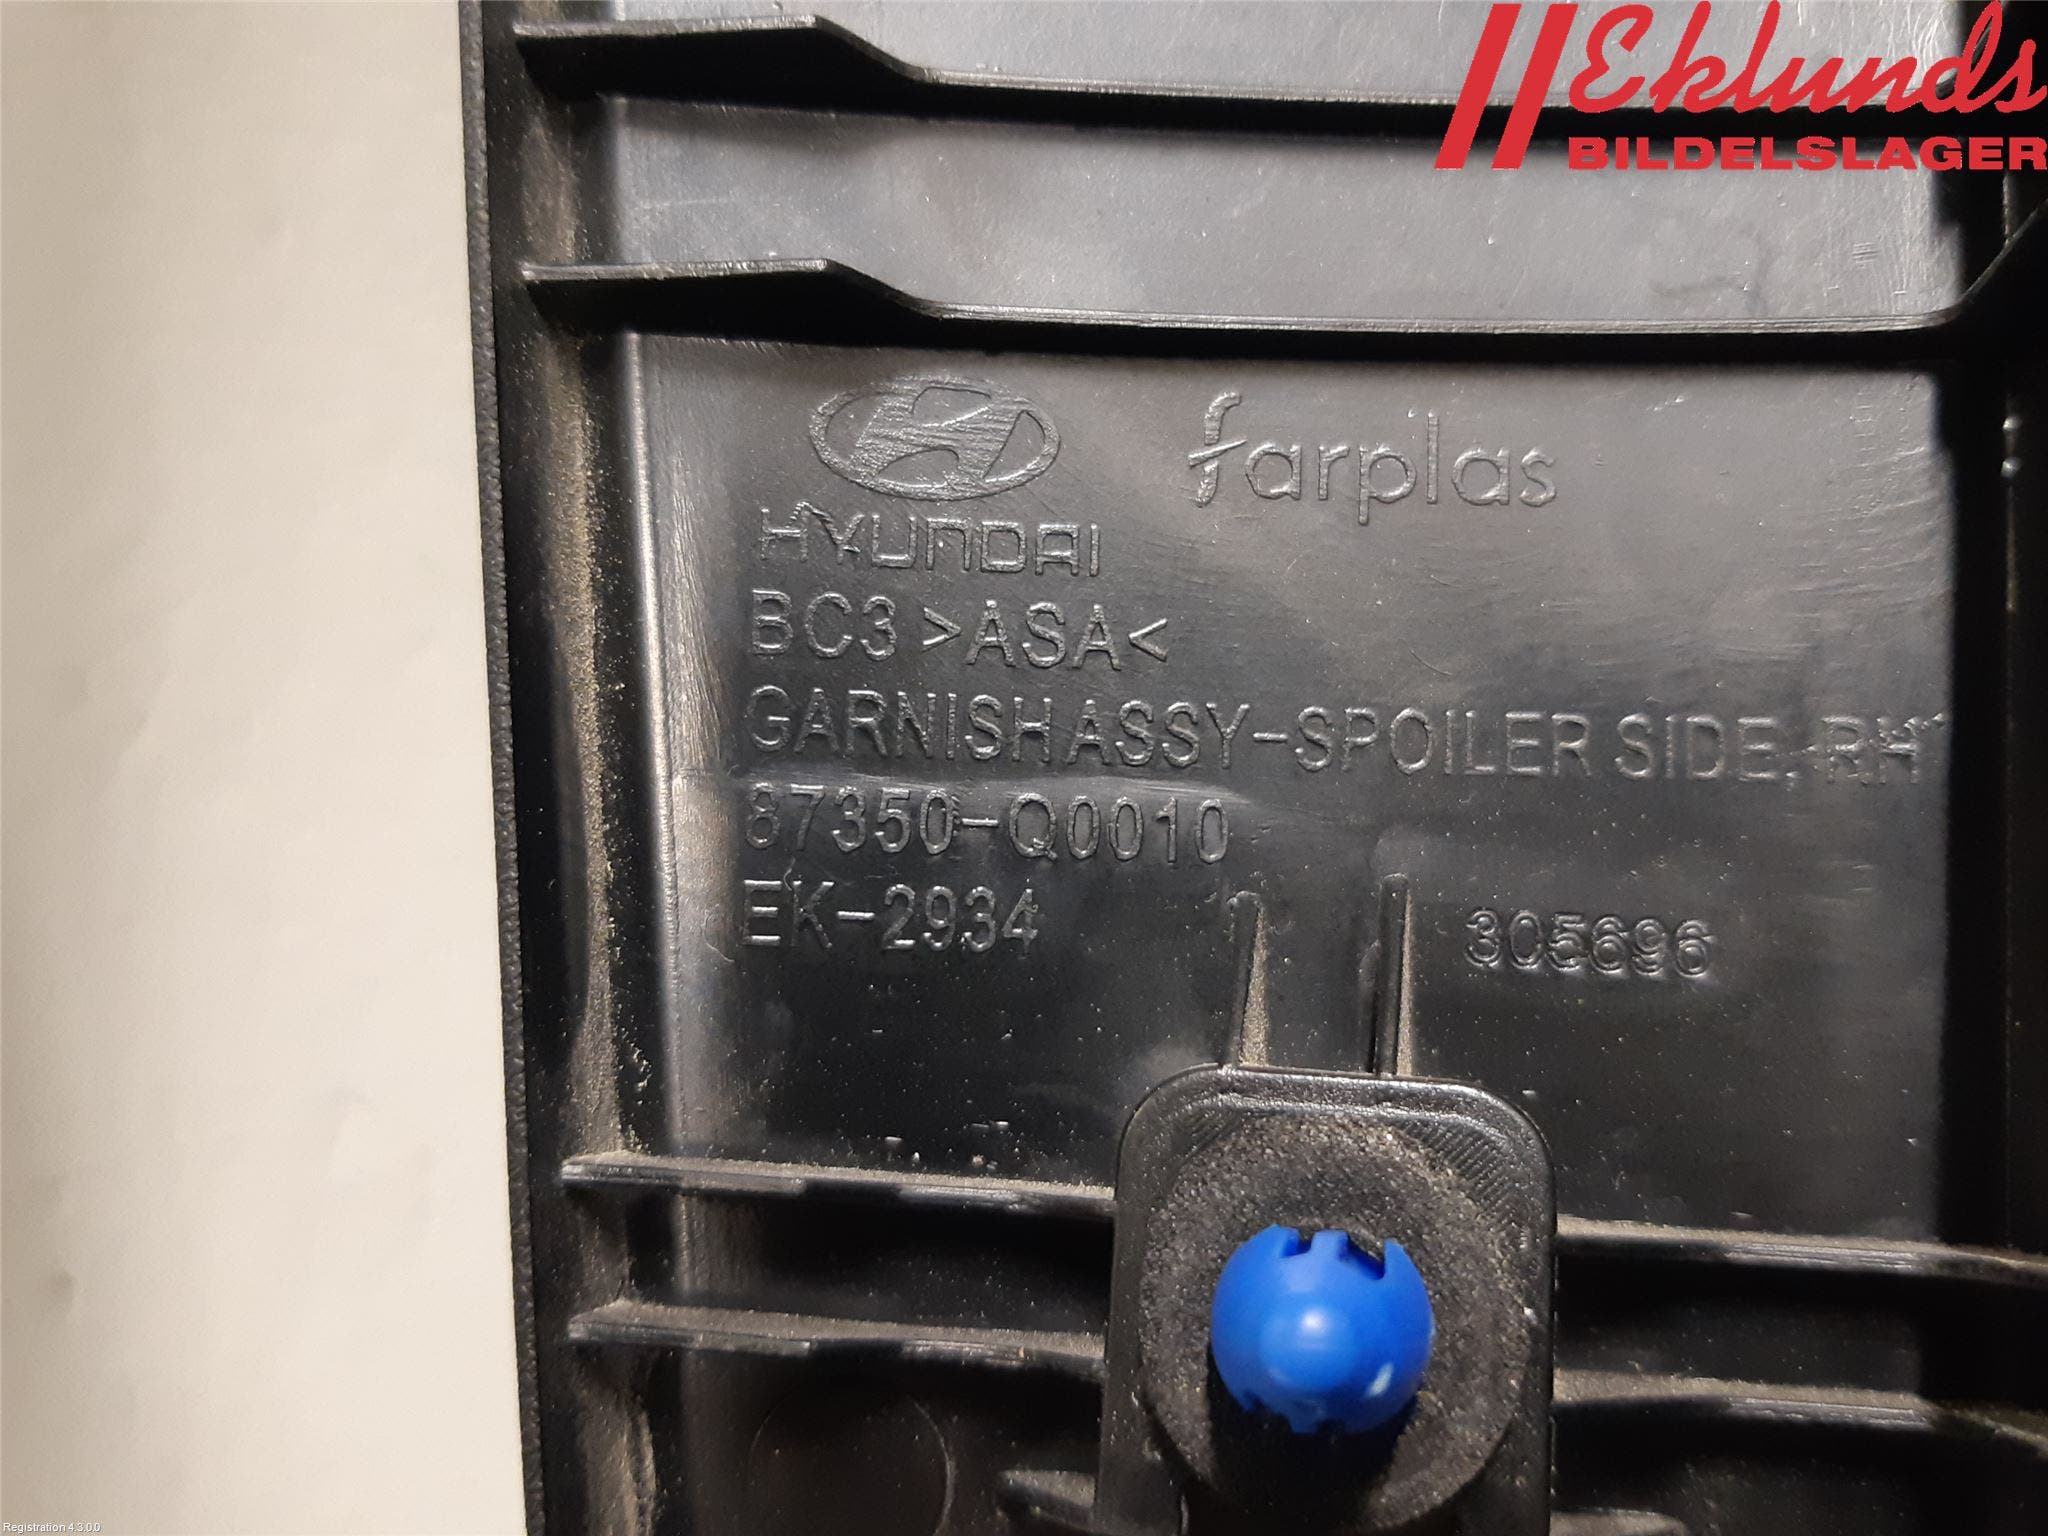 Eklunds
BILDELSLAGER
farplas
HYUNDAI
BC3 >ASA<
GARNISH ASSY-SPOILER SIDE, RH
87350-Q0010
EK-2934
305696
Registration 4.3.0.0